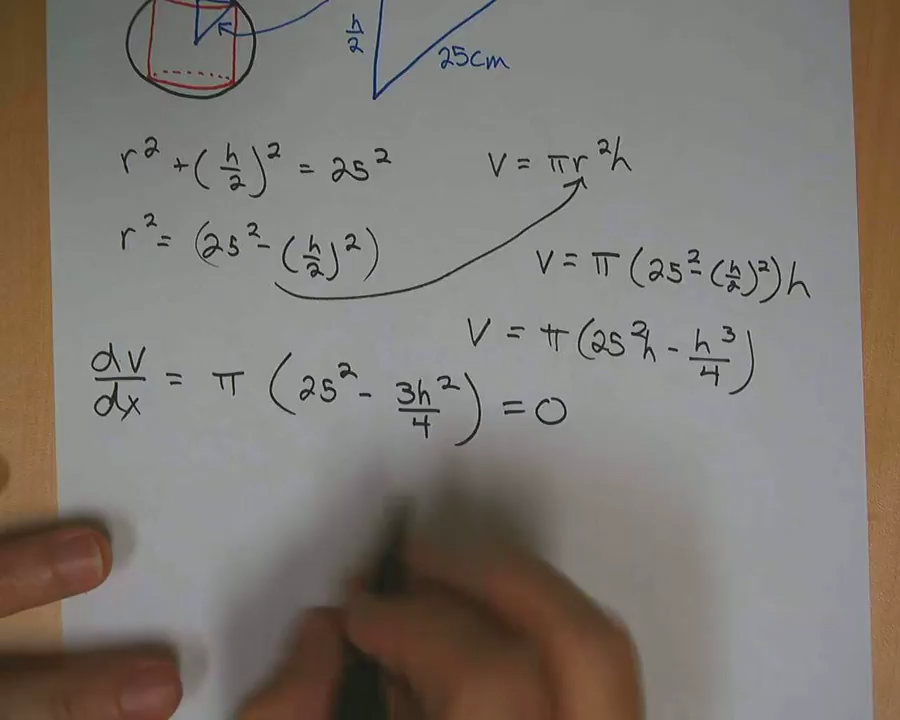 h/2
25cm
r² + (h/2)² = 25²
V = πr²h
r² = (25² - (h/2)²)
V = π (25² - (h/2)²)h
V = π (25²h - h³/4)
dV/dx = π (25² - 3h²/4) = 0